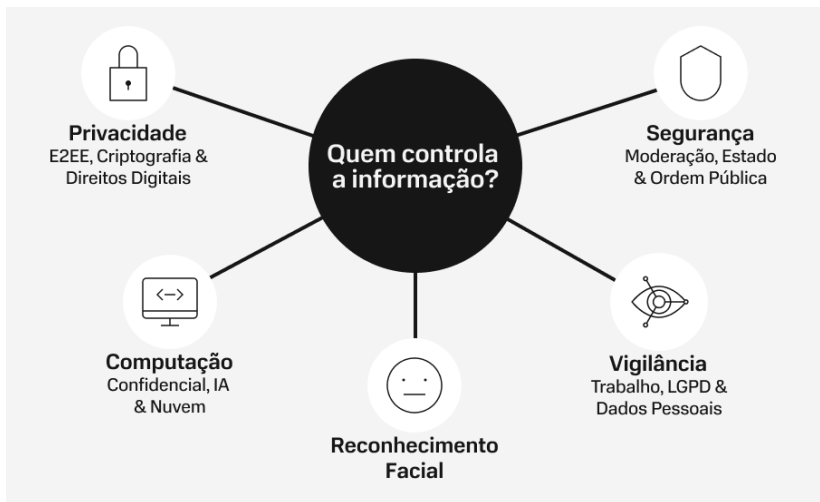 Quem controla
a informação?
Privacidade
E2EE, Criptografia &
Direitos Digitais
Segurança
Moderação, Estado
& Ordem Pública
Computação
Confidencial, IA
& Nuvem
Reconhecimento
Facial
Vigilância
Trabalho, LGPD &
Dados Pessoais